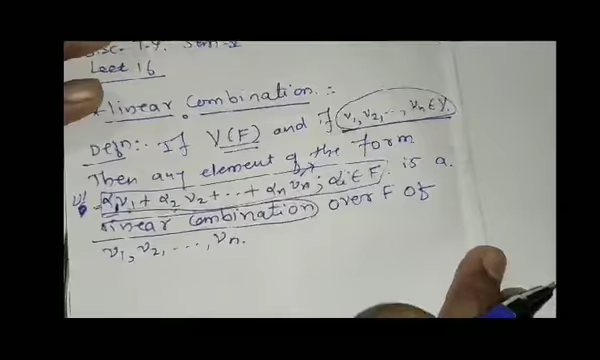 Lect 16
* linear combination :-
Defn:- If V(F) and if v₁, v₂, ..., vₙ ∈ V.
Then any element of the form
α₁v₁ + α₂v₂ + ... + αₙvₙ ; αᵢ ∈ F. is a
linear combination over F of
v₁, v₂, ..., vₙ.